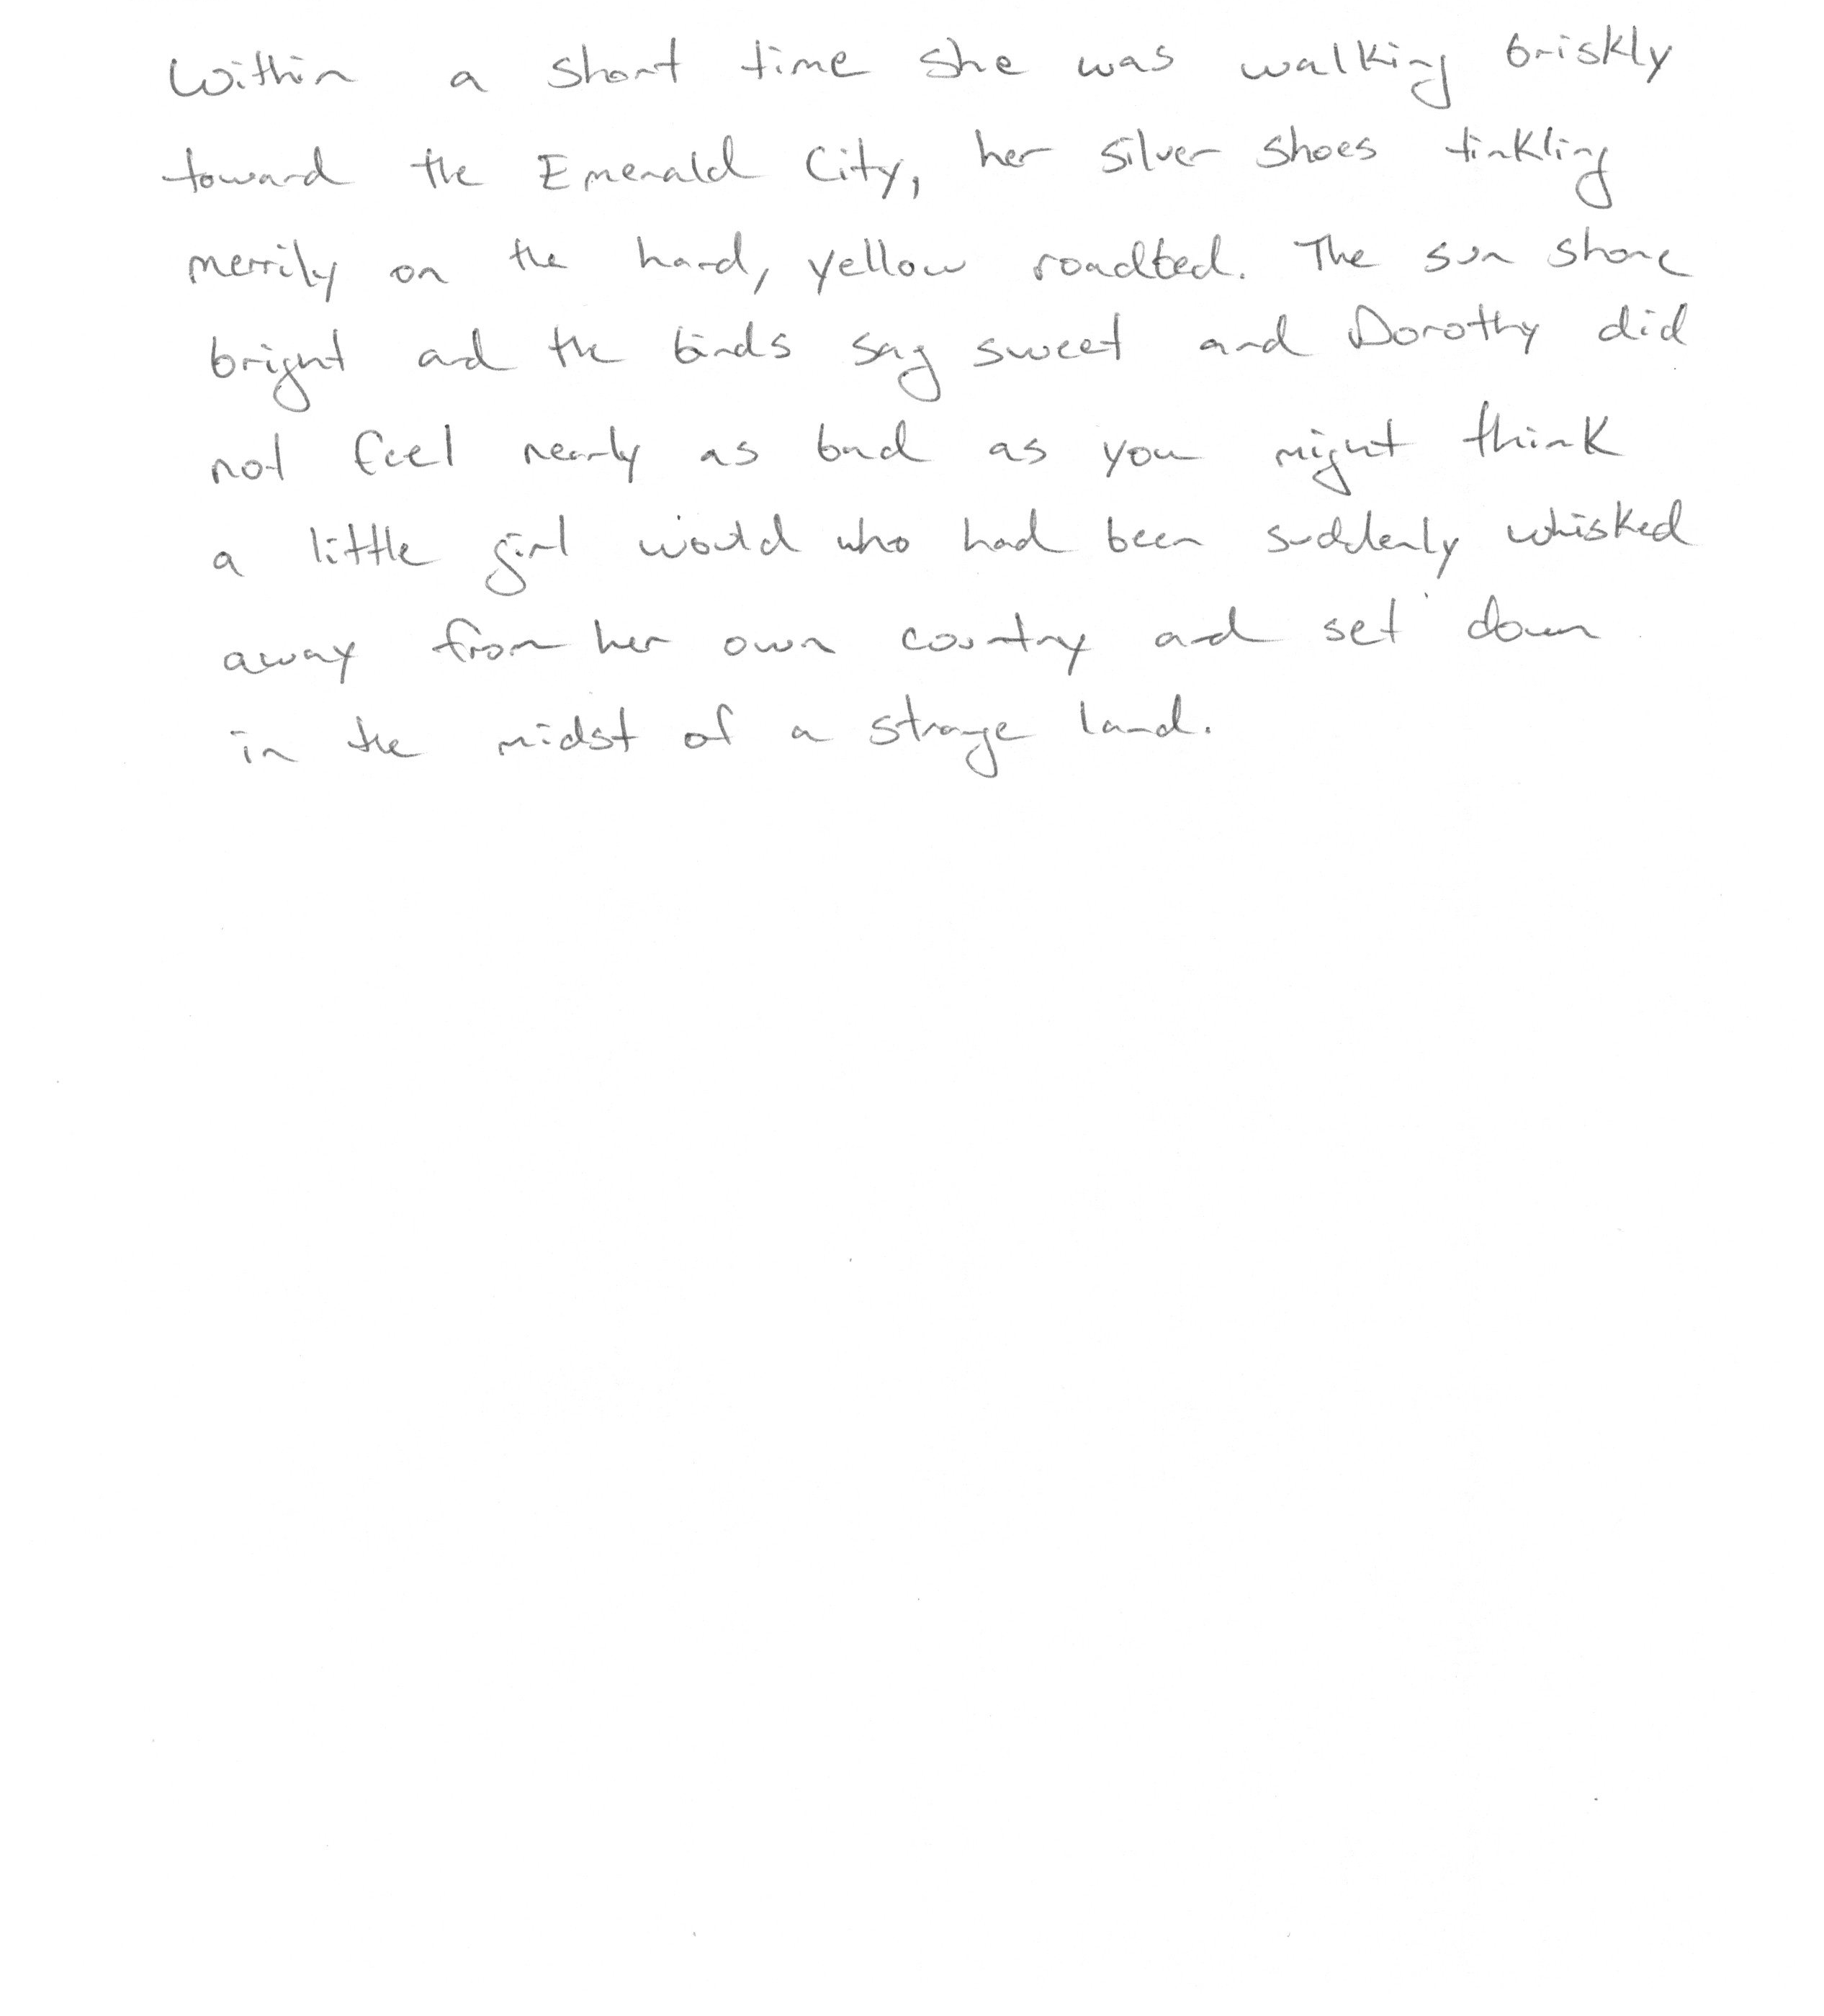 Within a short time she was walking briskly
toward the Emerald City, her silver shoes tinkling
merrily on the hard, yellow roadbed. The sun shone
bright and the birds sang sweet and Dorothy did
not feel nearly as bad as you might think
a little girl would who had been suddenly whisked
away from her own country and set down
in the midst of a strange land.